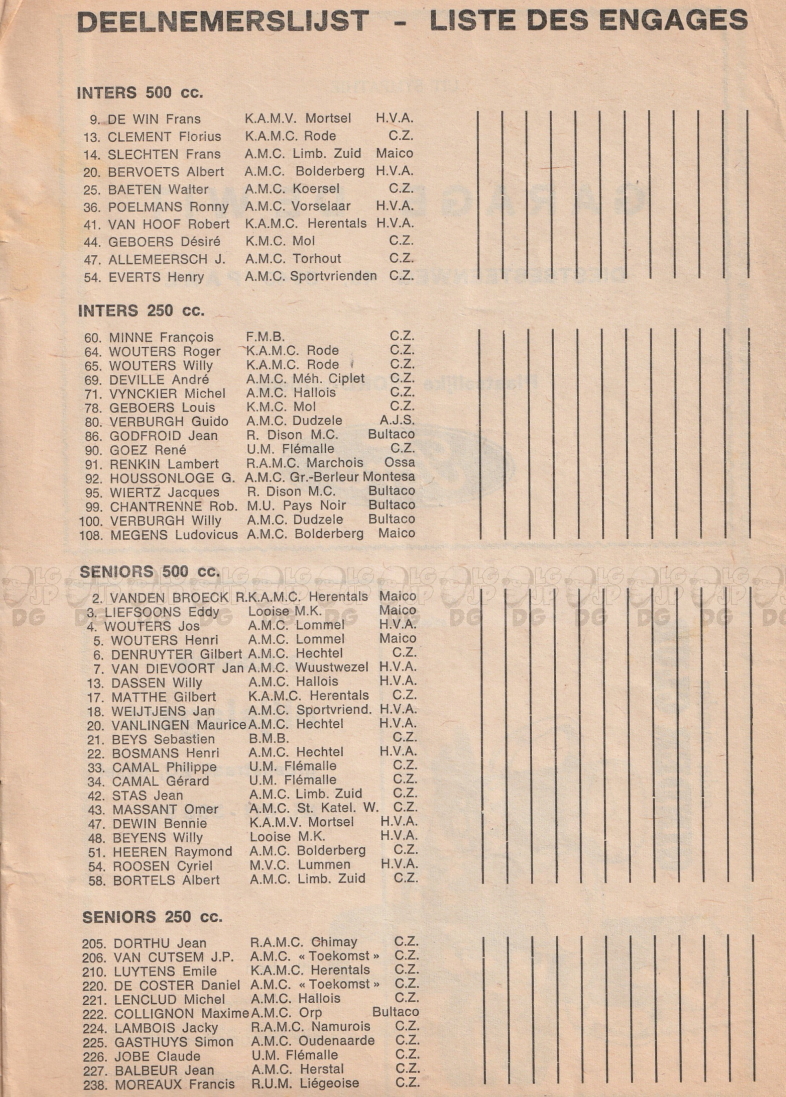 DEELNEMERSLIJST - LISTE DES ENGAGES
INTERS 500 cc.
9. DE WIN Frans K.A.M.V. Mortsel H.V.A.
13. CLEMENT Florius K.A.M.C. Rode C.Z.
14. SLECHTEN Frans A.M.C. Limb. Zuid Maico
20. BERVOETS Albert A.M.C. Bolderberg H.V.A.
25. BAETEN Walter A.M.C. Koersel C.Z.
36. POELMANS Ronny A.M.C. Vorselaar H.V.A.
41. VAN HOOF Robert K.A.M.C. Herentals H.V.A.
44. GEBOERS Désiré K.M.C. Mol C.Z.
47. ALLEMEERSCH J. A.M.C. Torhout C.Z.
54. EVERTS Henry A.M.C. Sportvrienden C.Z.
INTERS 250 cc.
60. MINNE François F.M.B. C.Z.
64. WOUTERS Roger K.A.M.C. Rode C.Z.
65. WOUTERS Willy K.A.M.C. Rode C.Z.
69. DEVILLE André A.M.C. Méh. Ciplet C.Z.
71. VYNCKIER Michel A.M.C. Hallois C.Z.
78. GEBOERS Louis K.M.C. Mol C.Z.
80. VERBURGH Guido A.M.C. Dudzele A.J.S.
86. GODFROID Jean R. Dison M.C. Bultaco
90. GOEZ René U.M. Flémalle C.Z.
91. RENKIN Lambert R.A.M.C. Marchois Ossa
92. HOUSSONLOGE G. A.M.C. Gr.-Berleur Montesa
95. WIERTZ Jacques R. Dison M.C. Bultaco
99. CHANTRENNE Rob. M.U. Pays Noir Bultaco
100. VERBURGH Willy A.M.C. Dudzele Bultaco
108. MEGENS Ludovicus A.M.C. Bolderberg Maico
SENIORS 500 cc.
2. VANDEN BROECK R. K.A.M.C. Herentals Maico
3. LIEFSOONS Eddy Looise M.K. Maico
4. WOUTERS Jos A.M.C. Lommel H.V.A.
5. WOUTERS Henri A.M.C. Lommel Maico
6. DENRUYTER Gilbert A.M.C. Hechtel C.Z.
7. VAN DIEVOORT Jan A.M.C. Wuustwezel H.V.A.
13. DASSEN Willy A.M.C. Hallois H.V.A.
17. MATTHE Gilbert K.A.M.C. Herentals C.Z.
18. WEIJTJENS Jan A.M.C. Sportvriend. H.V.A.
20. VANLINGEN Maurice A.M.C. Hechtel H.V.A.
21. BEYS Sebastien B.M.B. C.Z.
22. BOSMANS Henri A.M.C. Hechtel H.V.A.
33. CAMAL Philippe U.M. Flémalle C.Z.
34. CAMAL Gérard U.M. Flémalle C.Z.
42. STAS Jean A.M.C. Limb. Zuid C.Z.
43. MASSANT Omer A.M.C. St. Katel. W. C.Z.
47. DEWIN Bennie K.A.M.V. Mortsel H.V.A.
48. BEYENS Willy Looise M.K. H.V.A.
51. HEEREN Raymond A.M.C. Bolderberg C.Z.
54. ROOSEN Cyriel M.V.C. Lummen H.V.A.
58. BORTELS Albert A.M.C. Limb. Zuid C.Z.
SENIORS 250 cc.
205. DORTHU Jean R.A.M.C. Chimay C.Z.
206. VAN CUTSEM J.P. A.M.C. « Toekomst » C.Z.
210. LUYTENS Emile K.A.M.C. Herentals C.Z.
220. DE COSTER Daniel A.M.C. « Toekomst » C.Z.
221. LENCLUD Michel A.M.C. Hallois C.Z.
222. COLLIGNON Maxime A.M.C. Orp Bultaco
224. LAMBOIS Jacky R.A.M.C. Namurois C.Z.
225. GASTHUYS Simon A.M.C. Oudenaarde C.Z.
226. JOBE Claude U.M. Flémalle C.Z.
227. BALBEUR Jean A.M.C. Herstal C.Z.
238. MOREAUX Francis R.U.M. Liégeoise C.Z.